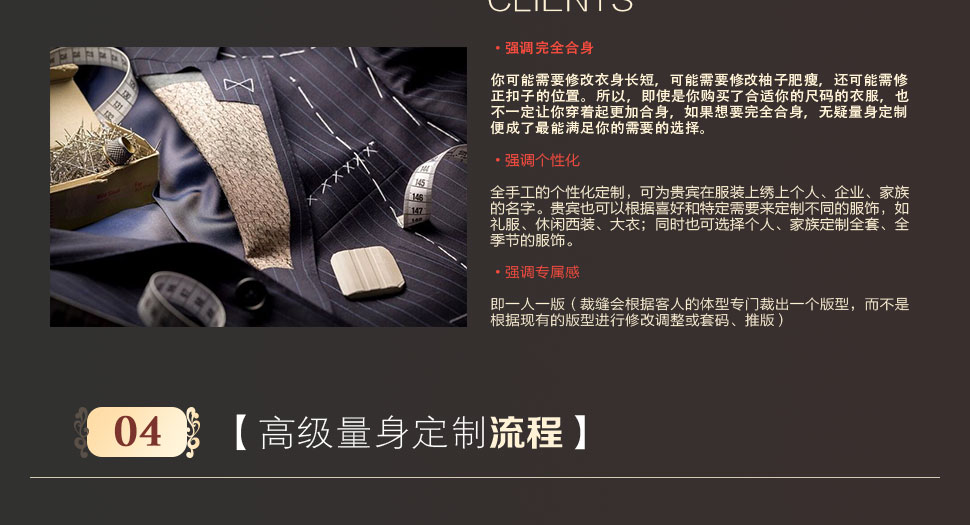 CLIENTS
•强调完全合身
你可能需要修改衣身长短，可能需要修改袖子肥瘦，还可能需修
正扣子的位置。所以，即使是你购买了合适你的尺码的衣服，也
不一定让你穿着起更加合身，如果想要完全合身，无疑量身定制
便成了最能满足你的需要的选择。
•强调个性化
全手工的个性化定制，可为贵宾在服装上绣上个人、企业、家族
的名字。贵宾也可以根据喜好和特定需要来定制不同的服饰，如
礼服、休闲西装、大衣；同时也可选择个人、家族定制全套、全
季节的服饰。
•强调专属感
即一人一版（裁缝会根据客人的体型专门裁出一个版型，而不是
根据现有的版型进行修改调整或套码、推版）
145
146
147
04
【高级量身定制流程】